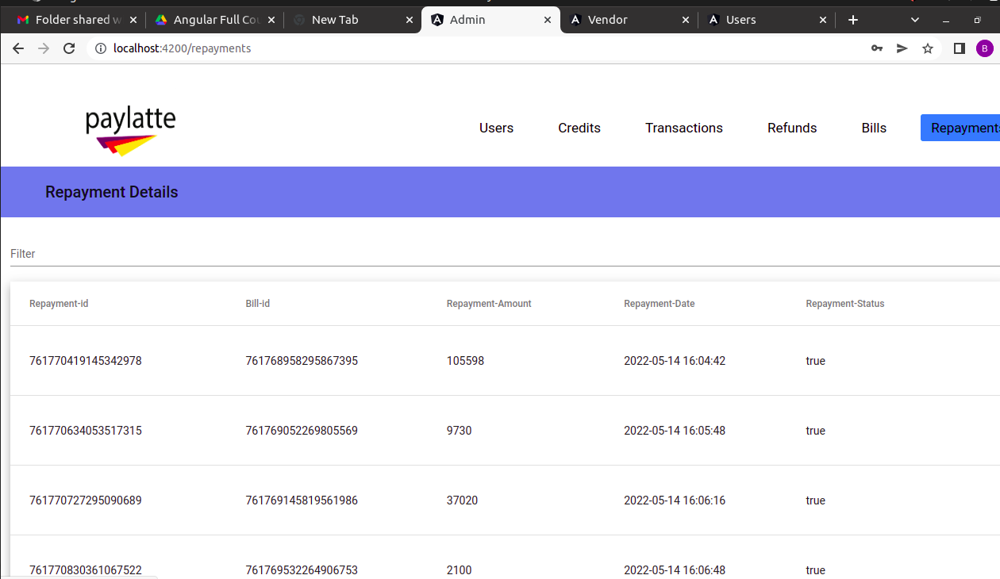 Folder shared w
Angular Full Cou
New Tab
Admin
Vendor
Users
localhost:4200/repayments
B
paylatte
Users Credits Transactions Refunds Bills Repayment
Repayment Details
Filter
Repayment-id Bill-id Repayment-Amount Repayment-Date Repayment-Status
761770419145342978 761768958295867395 105598 2022-05-14 16:04:42 true
761770634053517315 761769052269805569 9730 2022-05-14 16:05:48 true
761770727295090689 761769145819561986 37020 2022-05-14 16:06:16 true
761770830361067522 761769532264906753 2100 2022-05-14 16:06:48 true